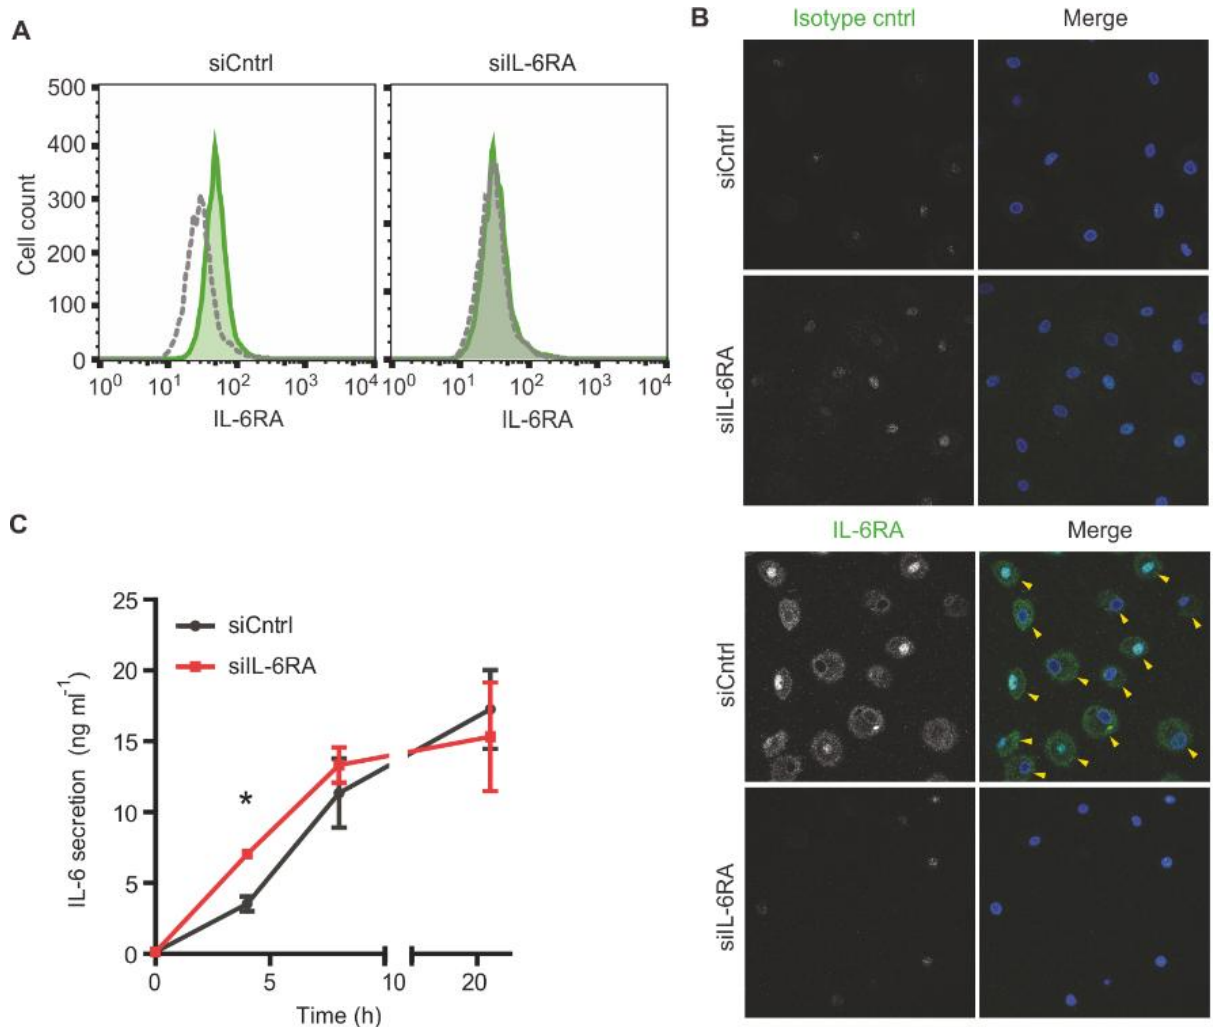 A
siCntrl
siIL-6RA
500
400
300
200
100
0
Cell count
10⁰ 10¹ 10² 10³ 10⁴
10⁰ 10¹ 10² 10³ 10⁴
IL-6RA
IL-6RA
B
Isotype cntrl
Merge
siCntrl
siIL-6RA
IL-6RA
Merge
siCntrl
siIL-6RA
C
25
20
15
10
5
0
IL-6 secretion (ng ml⁻¹)
siCntrl
siIL-6RA
*
0 5 10 20
Time (h)